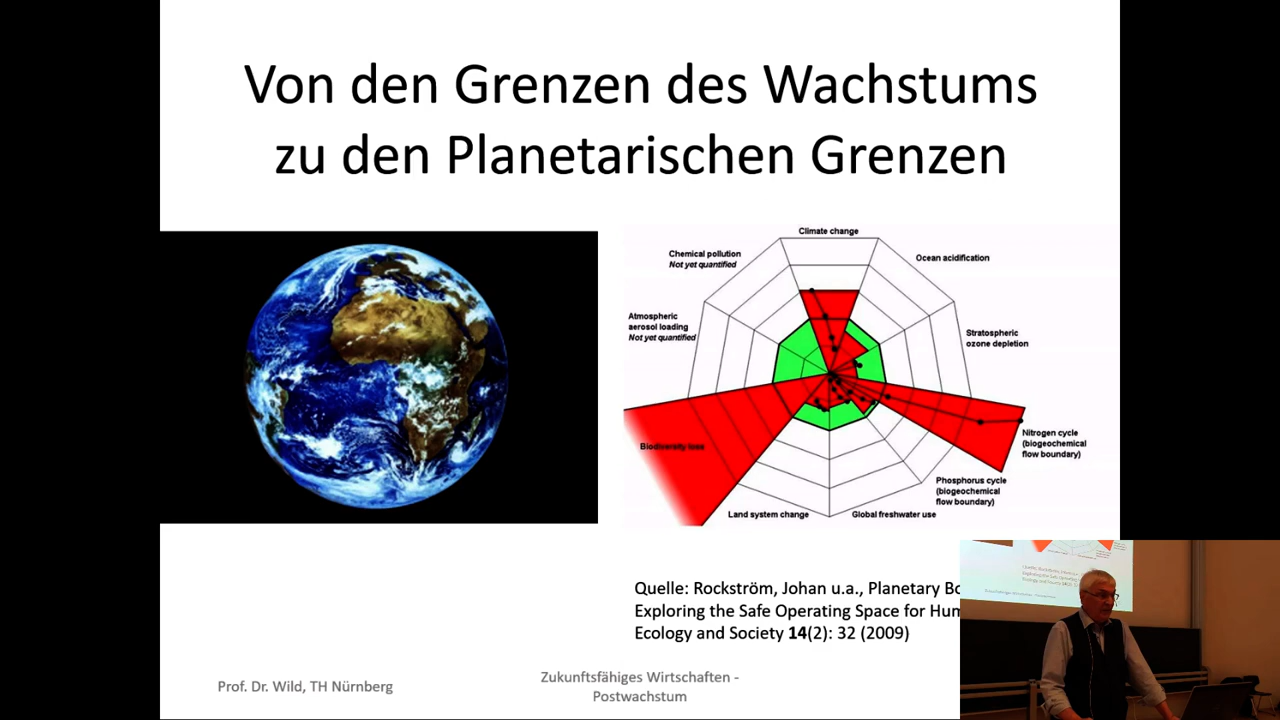 Von den Grenzen des Wachstums
zu den Planetarischen Grenzen
Climate change
Chemical pollution
Not yet quantified
Ocean acidification
Atmospheric
aerosol loading
Not yet quantified
Stratospheric
ozone depletion
Biodiversity loss
Nitrogen cycle
(biogeochemical
flow boundary)
Phosphorus cycle
(biogeochemical
flow boundary)
Land system change
Global freshwater use
Quelle: Rockström, Johan u.a., Planetary
Exploring the Safe Operating Space for
Ecology and Society 14(2): 32 (2009)
Prof. Dr. Wild, TH Nürnberg
Zukunftsfähiges Wirtschaften -
Postwachstum